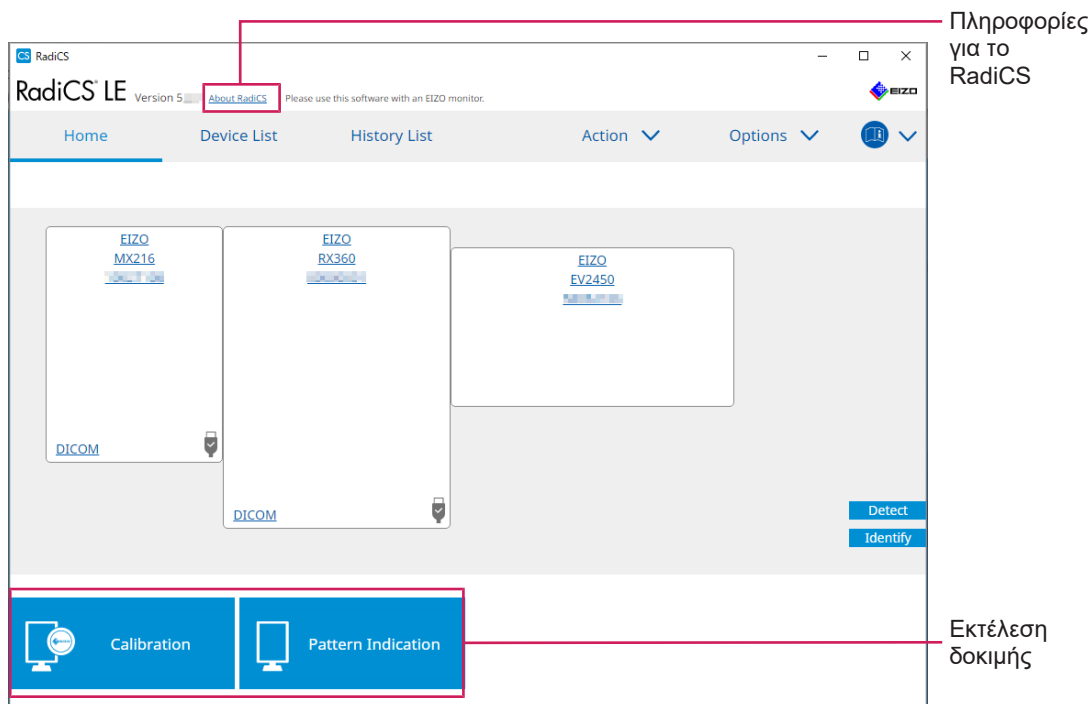 Πληροφορίες
για το
RadiCS
CS RadiCS
RadiCS® LE Version 5 About RadiCS Please use this software with an EIZO monitor. EIZO
Home Device List History List Action Options
EIZO
MX216
EIZO
RX360
EIZO
EV2450
DICOM
DICOM
Detect
Identify
Calibration Pattern Indication
Εκτέλεση
δοκιμής